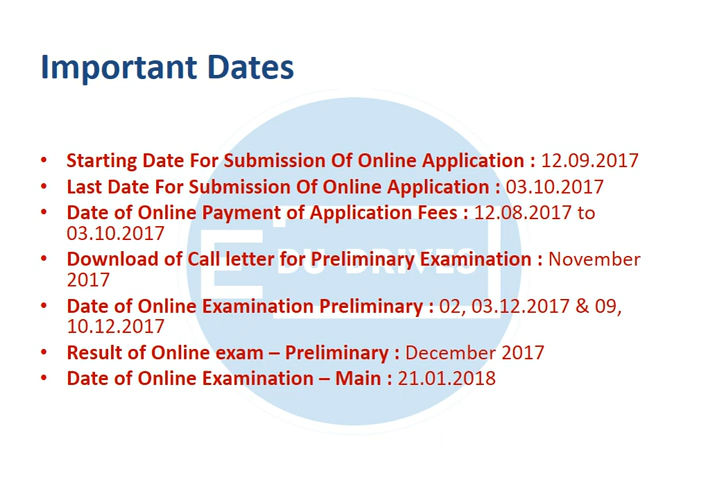 Important Dates
• Starting Date For Submission Of Online Application : 12.09.2017
• Last Date For Submission Of Online Application : 03.10.2017
• Date of Online Payment of Application Fees : 12.08.2017 to
03.10.2017
• Download of Call letter for Preliminary Examination : November
2017
• Date of Online Examination Preliminary : 02, 03.12.2017 & 09,
10.12.2017
• Result of Online exam – Preliminary : December 2017
• Date of Online Examination – Main : 21.01.2018
E DU DRIVES